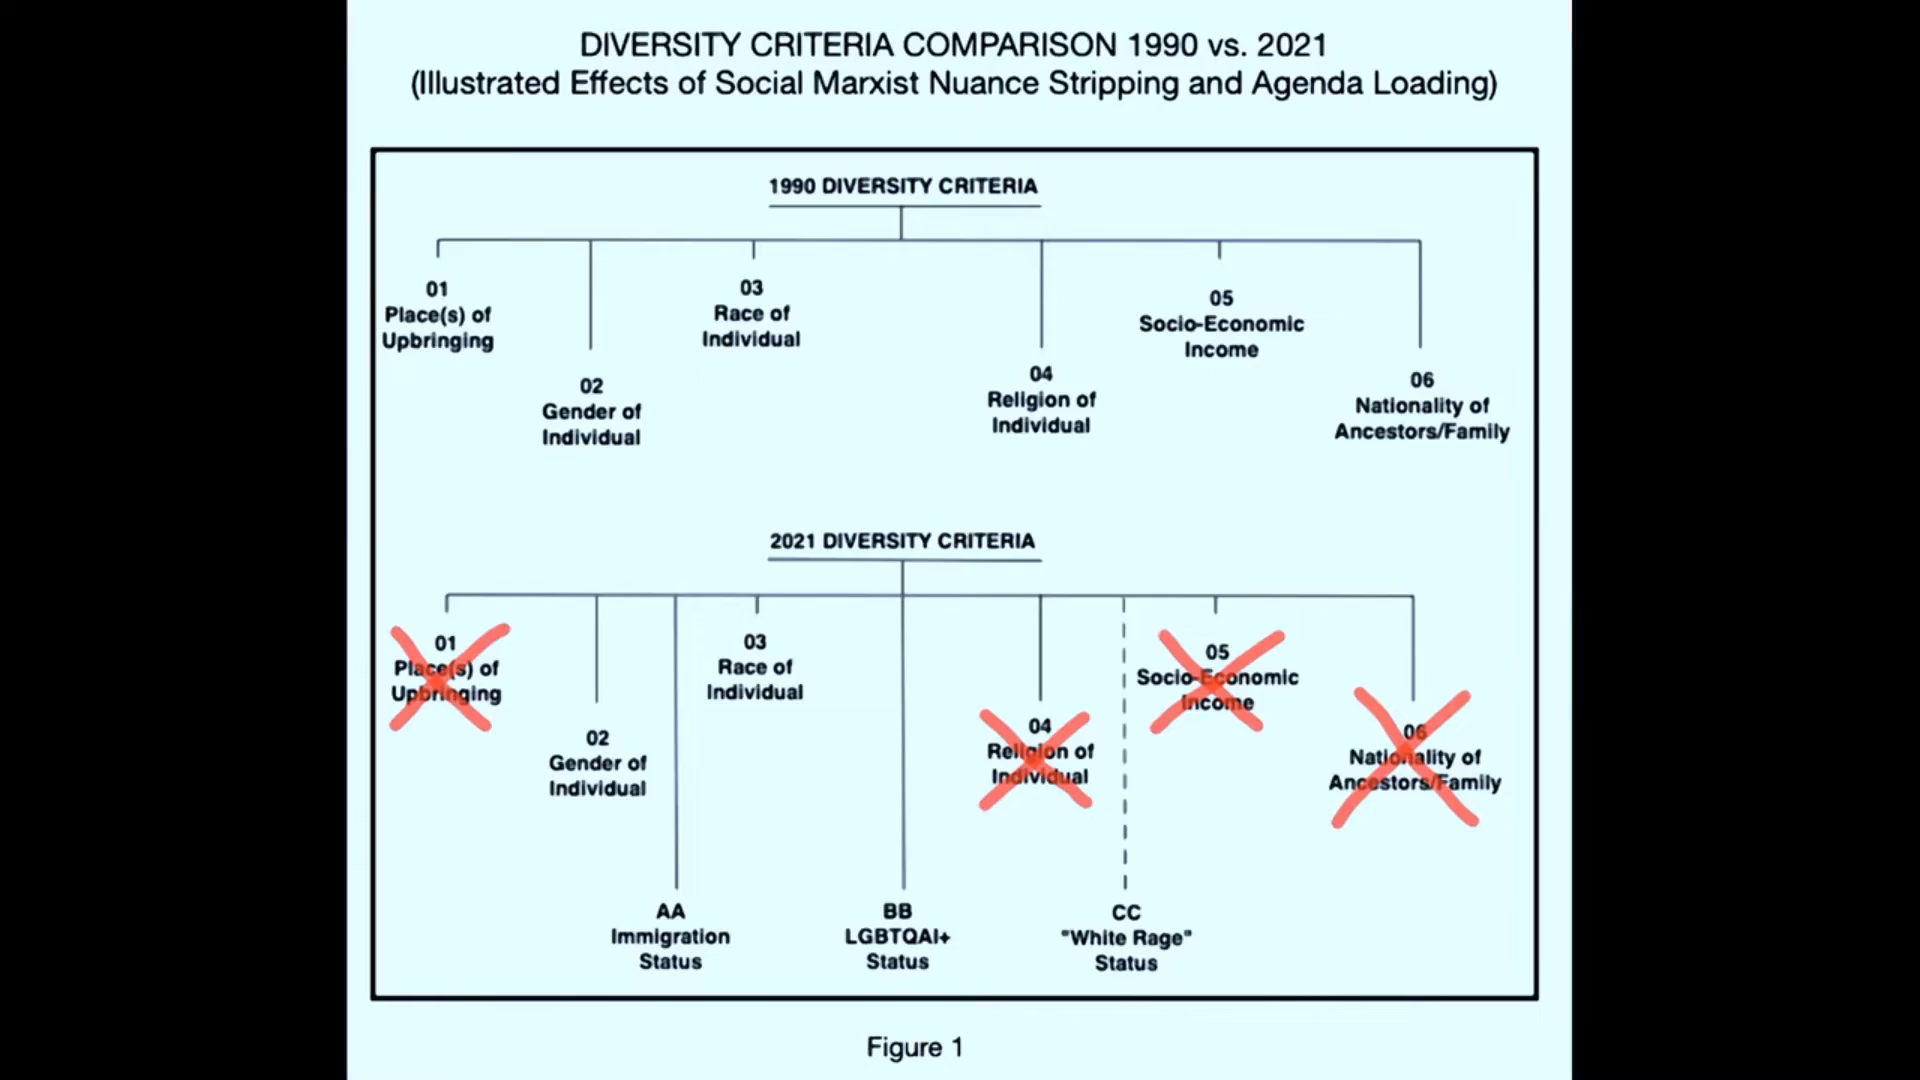 DIVERSITY CRITERIA COMPARISON 1990 vs. 2021
(Illustrated Effects of Social Marxist Nuance Stripping and Agenda Loading)
1990 DIVERSITY CRITERIA
01
Place(s) of
Upbringing
02
Gender of
Individual
03
Race of
Individual
04
Religion of
Individual
05
Socio-Economic
Income
06
Nationality of
Ancestors/Family
2021 DIVERSITY CRITERIA
01
Place(s) of
Upbringing
02
Gender of
Individual
03
Race of
Individual
04
Religion of
Individual
05
Socio-Economic
Income
06
Nationality of
Ancestors/Family
AA
Immigration
Status
BB
LGBTQAI+
Status
CC
"White Rage"
Status
Figure 1